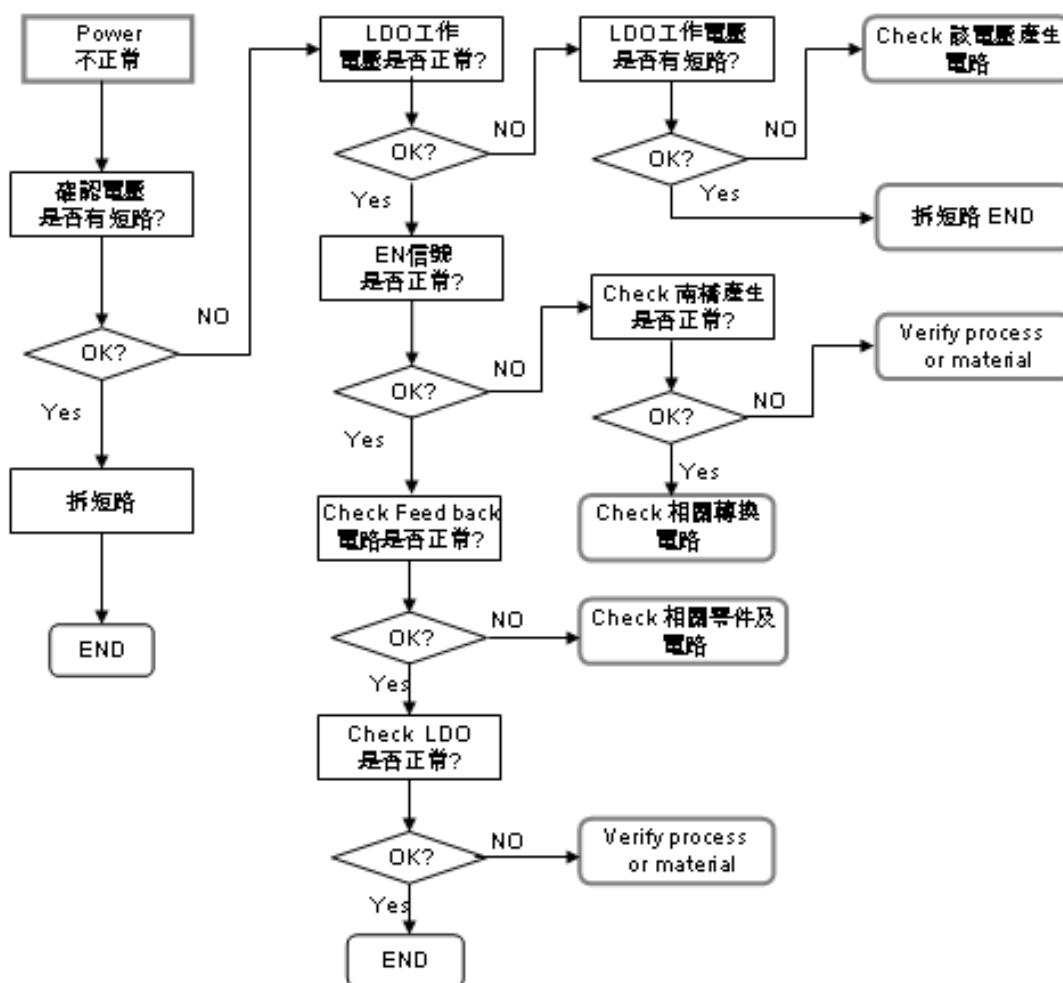 Power
不正常
確認電壓
是否有短路?
OK?
NO
Yes
拆短路
END
LDO工作
電壓是否正常?
OK?
NO
Yes
EN信號
是否正常?
OK?
NO
Yes
Check Feed back
電路是否正常?
OK?
NO
Yes
Check LDO
是否正常?
OK?
NO
Yes
END
LDO工作電壓
是否有短路?
OK?
NO
Yes
Check 該電壓產生
電路
拆短路 END
Check 南橋產生
是否正常?
OK?
NO
Yes
Verify process
or material
Check 相關轉換
電路
Check 相關零件及
電路
Verify process
or material